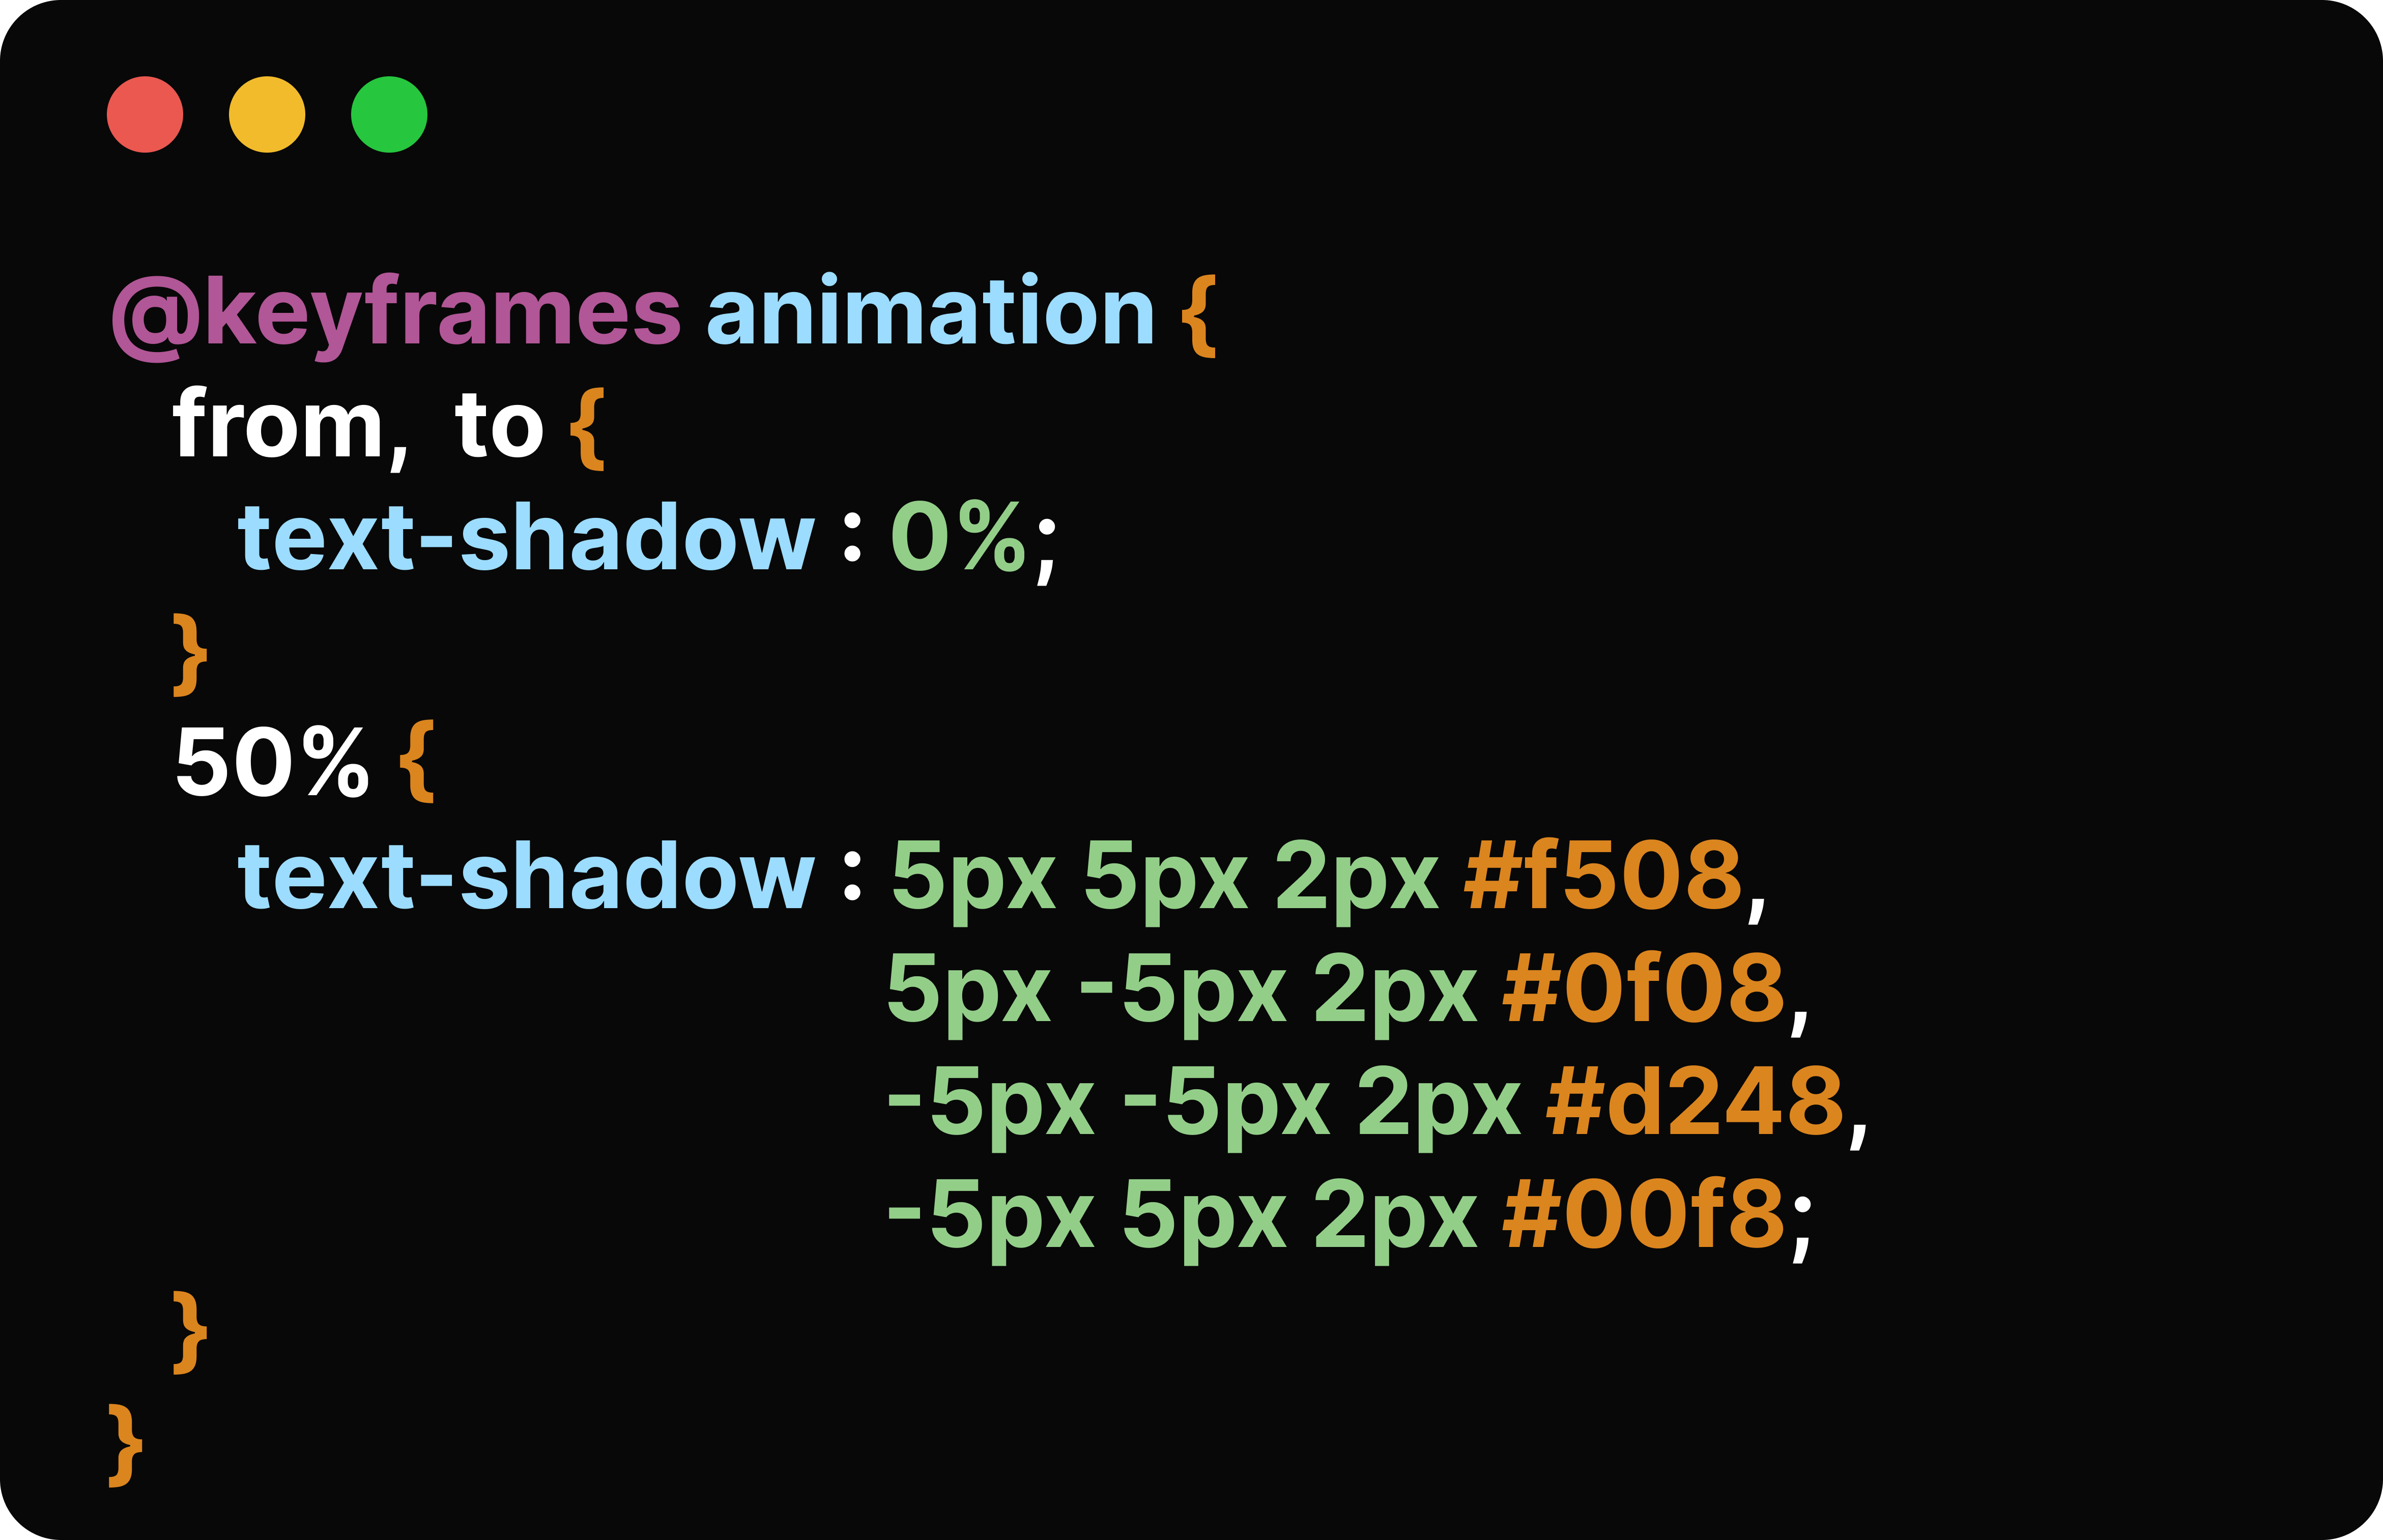 @keyframes animation {
from, to {
text-shadow : 0%;
}
50% {
text-shadow : 5px 5px 2px #f508,
5px -5px 2px #0f08,
-5px -5px 2px #d248,
-5px 5px 2px #00f8;
}
}